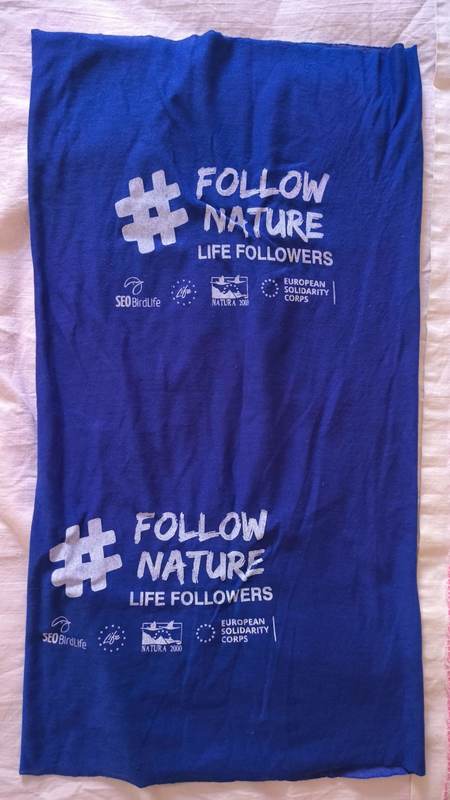 # FOLLOW
NATURE
LIFE FOLLOWERS
SEO BirdLife Life NATURA 2000 EUROPEAN
SOLIDARITY
CORPS
# FOLLOW
NATURE
LIFE FOLLOWERS
SEO BirdLife Life NATURA 2000 EUROPEAN
SOLIDARITY
CORPS